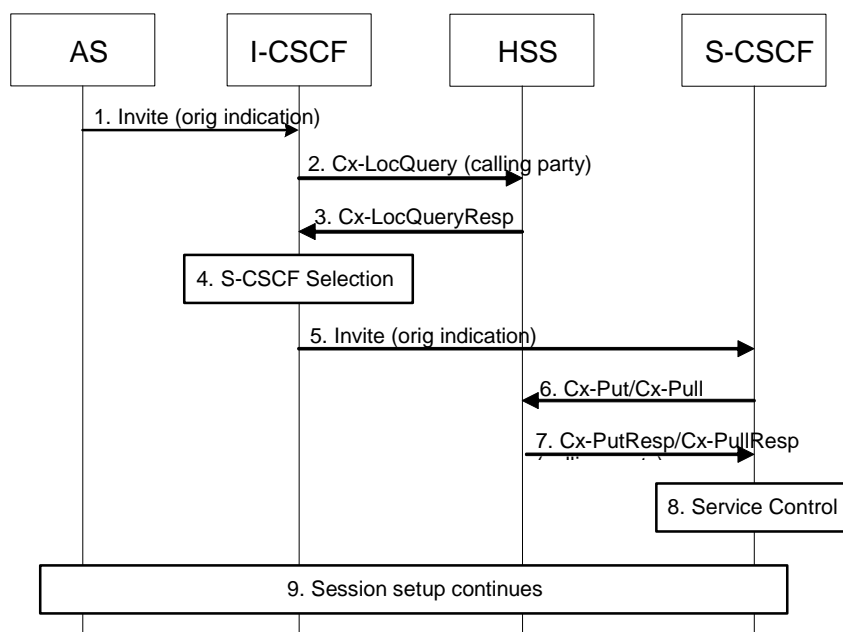 AS
I-CSCF
HSS
S-CSCF
1. Invite (orig indication)
2. Cx-LocQuery (calling party)
3. Cx-LocQueryResp
4. S-CSCF Selection
5. Invite (orig indication)
6. Cx-Put/Cx-Pull
7. Cx-PutResp/Cx-PullResp
8. Service Control
9. Session setup continues